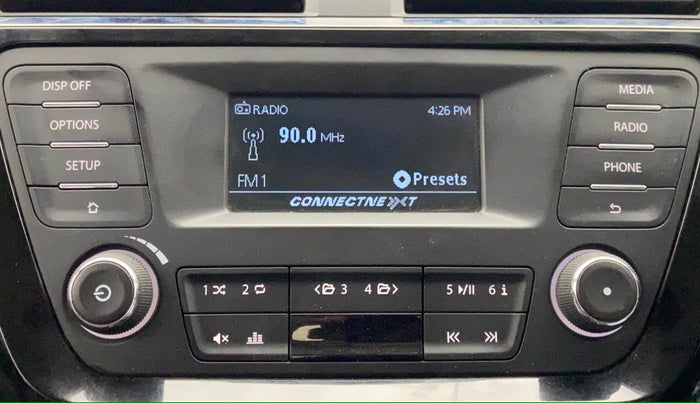 DISP OFF
OPTIONS
SETUP
RADIO 4:26 PM
90.0 MHz
FM1 Presets
CONNECTNEXT
MEDIA
RADIO
PHONE
1 2
3 4
5 6 i